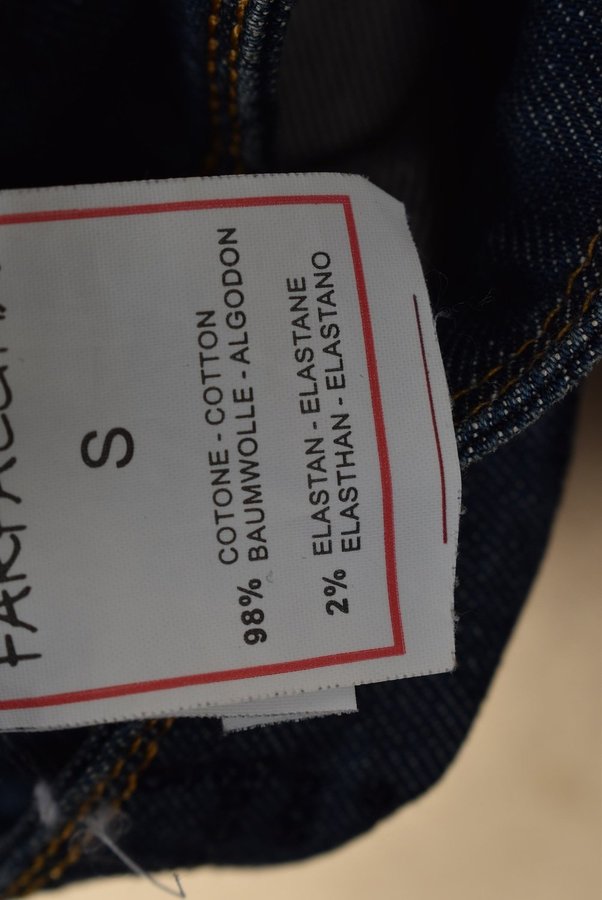 S
98% COTONE - COTTON
BAUMWOLLE - ALGODON
2% ELASTAN - ELASTANE
ELASTHAN - ELASTANO